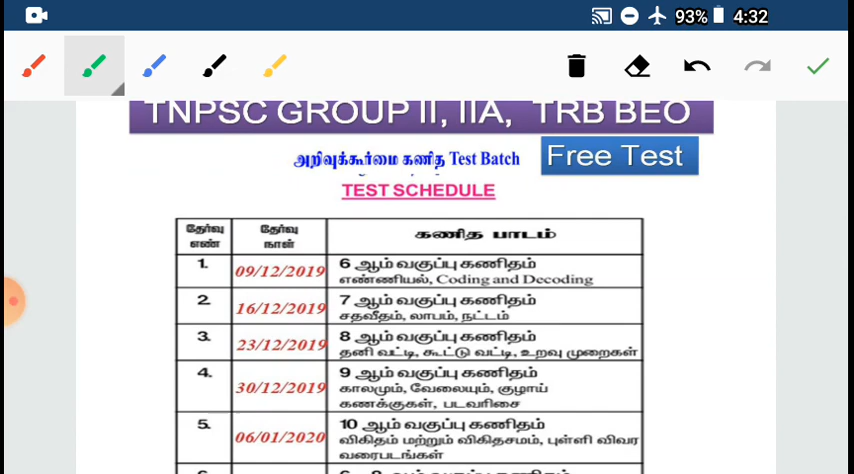 93% 4:32
TNPSC GROUP II, IIA, TRB BEO
அறிவுக்கூர்மை கணித Test Batch Free Test
TEST SCHEDULE
தேர்வு எண் தேர்வு நாள் கணித பாடம்
1. 09/12/2019 6 ஆம் வகுப்பு கணிதம்
எண்ணியல், Coding and Decoding
2 16/12/2019 7 ஆம் வகுப்பு கணிதம்
சதவீதம், லாபம், நட்டம்
3. 23/12/2019 8 ஆம் வகுப்பு கணிதம்
தனி வட்டி, கூட்டு வட்டி, உறவு முறைகள்
4. 30/12/2019 9 ஆம் வகுப்பு கணிதம்
காலமும், வேலையும், குழாய்
கணக்குகள், படவரிசை
5. 06/01/2020 10 ஆம் வகுப்பு கணிதம்
விகிதம் மற்றும் விகிதசமம், புள்ளி விவர
வரைபடங்கள்